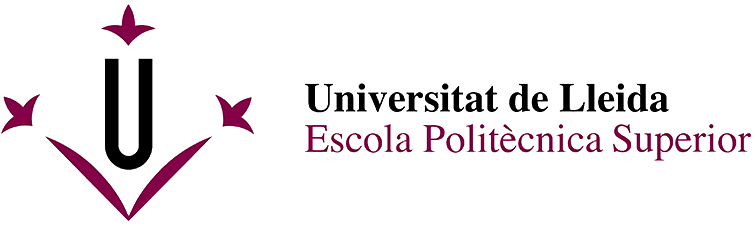 U
Universitat de Lleida
Escola Politècnica Superior